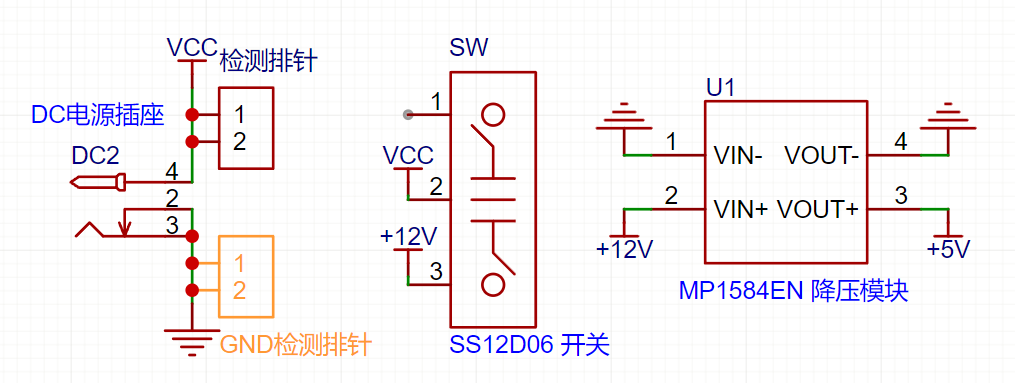 VCC
检测排针
1
2
DC电源插座
DC2
4
2
3
1
2
GND检测排针
SW
1
VCC
2
+12V
3
SS12D06 开关
U1
1
VIN-
VOUT-
4
2
VIN+
VOUT+
3
+12V
+5V
MP1584EN 降压模块